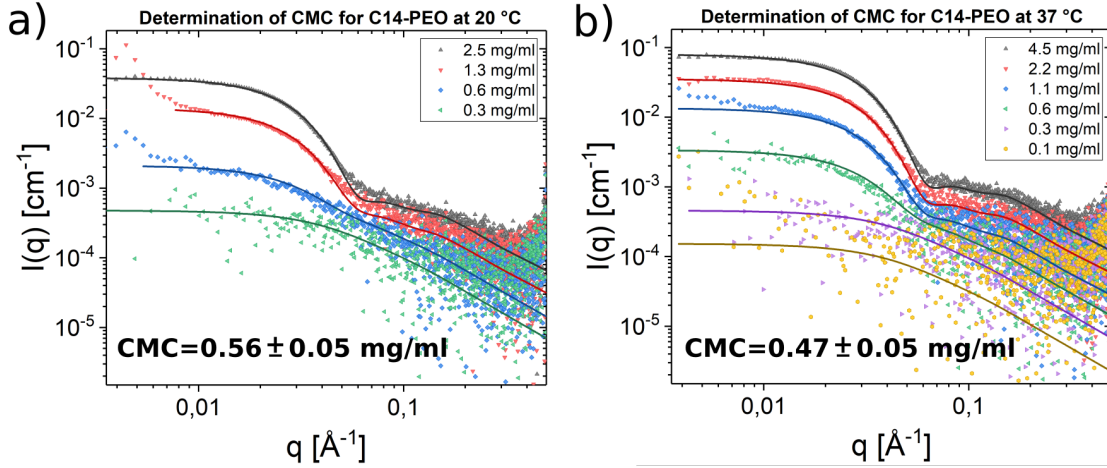 a)
Determination of CMC for C14-PEO at 20 °C
2.5 mg/ml
1.3 mg/ml
0.6 mg/ml
0.3 mg/ml
10⁻¹
10⁻²
10⁻³
10⁻⁴
10⁻⁵
I(q) [cm⁻¹]
CMC=0.56±0.05 mg/ml
0,01 0,1
q [Å⁻¹]
b)
Determination of CMC for C14-PEO at 37 °C
4.5 mg/ml
2.2 mg/ml
1.1 mg/ml
0.6 mg/ml
0.3 mg/ml
0.1 mg/ml
10⁻¹
10⁻²
10⁻³
10⁻⁴
10⁻⁵
I(q) [cm⁻¹]
CMC=0.47±0.05 mg/ml
0,01 0,1
q [Å⁻¹]